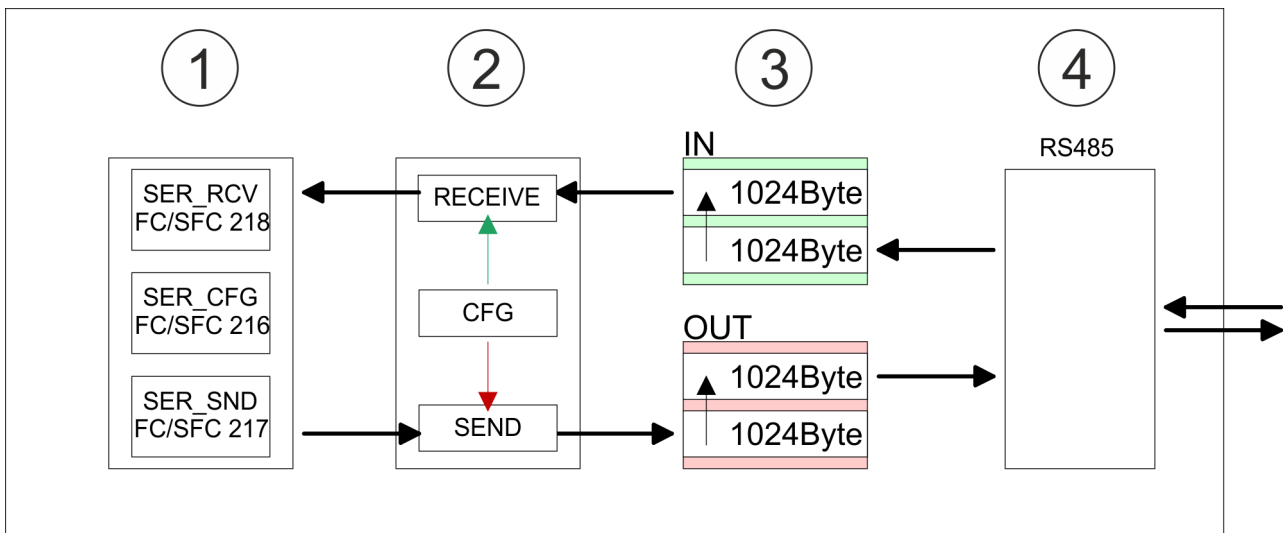 1
2
3
4
SER_RCV
FC/SFC 218
SER_CFG
FC/SFC 216
SER_SND
FC/SFC 217
RECEIVE
CFG
SEND
IN
1024Byte
1024Byte
OUT
1024Byte
1024Byte
RS485